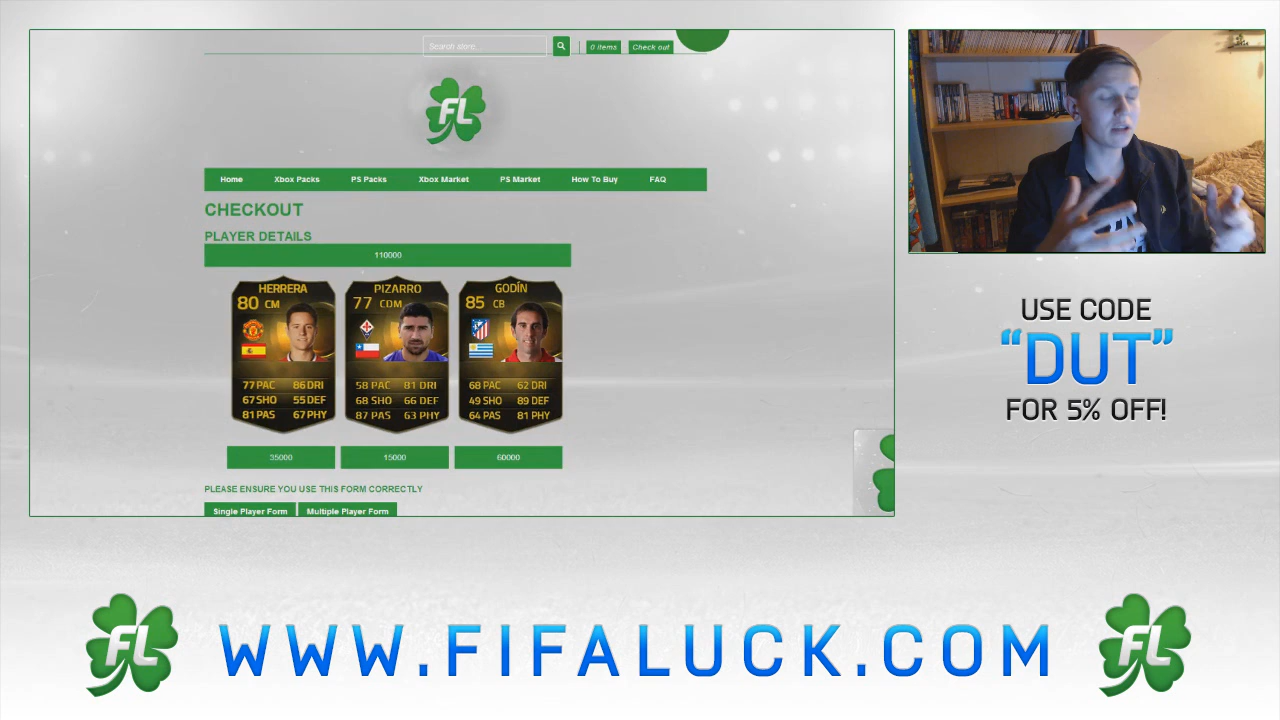 Search store...
0 items
Check out
FL
Home Xbox Packs PS Packs Xbox Market PS Market How To Buy FAQ
CHECKOUT
PLAYER DETAILS
110000
HERRERA
80 CM
77 PAC 86 DRI
67 SHO 55 DEF
81 PAS 67 PHY
PIZARRO
77 CDM
58 PAC 81 DRI
68 SHO 66 DEF
87 PAS 63 PHY
GODÍN
85 CB
68 PAC 62 DRI
49 SHO 89 DEF
64 PAS 81 PHY
35000 15000 60000
PLEASE ENSURE YOU USE THIS FORM CORRECTLY
Single Player Form Multiple Player Form
USE CODE
“DUT”
FOR 5% OFF!
FL WWW.FIFALUCK.COM FL